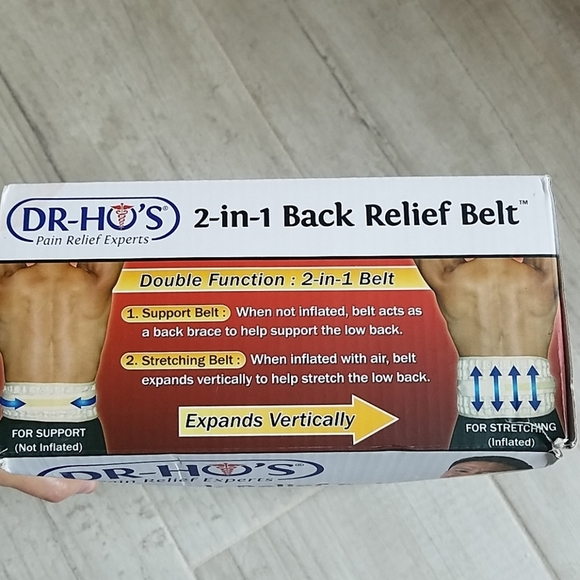 DR-HO'S® 2-in-1 Back Relief Belt™
Pain Relief Experts
Double Function : 2-in-1 Belt
1. Support Belt : When not inflated, belt acts as
a back brace to help support the low back.
2. Stretching Belt : When inflated with air, belt
expands vertically to help stretch the low back.
Expands Vertically
FOR SUPPORT
(Not Inflated)
FOR STRETCHING
(Inflated)
DR-HO'S®
Pain Relief Experts